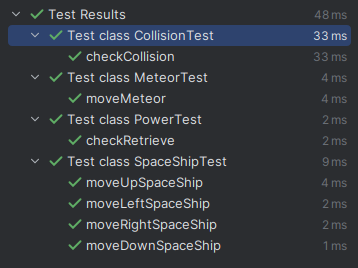 Test Results 48 ms
Test class CollisionTest 33 ms
checkCollision 33 ms
Test class MeteorTest 4 ms
moveMeteor 4 ms
Test class PowerTest 2 ms
checkRetrieve 2 ms
Test class SpaceShipTest 9 ms
moveUpSpaceShip 4 ms
moveLeftSpaceShip 2 ms
moveRightSpaceShip 2 ms
moveDownSpaceShip 1 ms